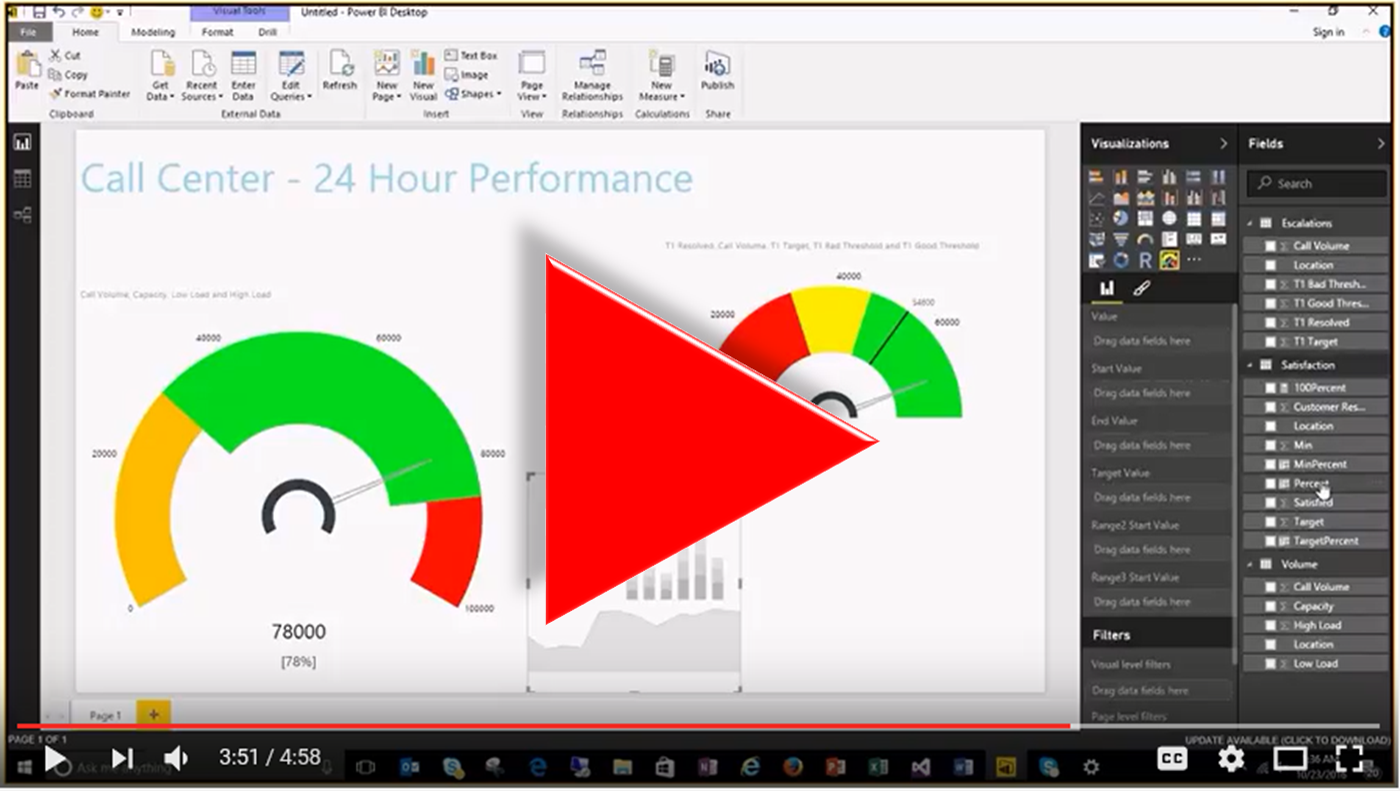 Visual Tools
Untitled - Power BI Desktop
File
Home
Modeling
Format
Drill
Sign in
Paste
Cut
Copy
Format Painter
Clipboard
Get Data
Recent Sources
Enter Data
Edit Queries
Refresh
External Data
New Page
New Visual
Text Box
Image
Shapes
Insert
Page View
View
Manage Relationships
Relationships
New Measure
Calculations
Publish
Share
Call Center - 24 Hour Performance
Call Volume, Capacity, Low Load and High Load
0
20000
40000
60000
80000
100000
78000
[78%]
T1 Resolved, Call Volume, T1 Target, T1 Bad Threshold and T1 Good Threshold
20000
40000
54600
60000
Visualizations
Value
Drag data fields here
Start Value
Drag data fields here
End Value
Drag data fields here
Target Value
Drag data fields here
Range2 Start Value
Drag data fields here
Range3 Start Value
Drag data fields here
Filters
Visual level filters
Drag data fields here
Page level filters
Fields
Search
Escalations
Call Volume
Location
T1 Bad Thresh...
T1 Good Thres...
T1 Resolved
T1 Target
Satisfaction
100Percent
Customer Res...
Location
Min
MinPercent
Percent
Satisfied
Target
TargetPercent
Volume
Call Volume
Capacity
High Load
Location
Low Load
Page 1
PAGE 1 OF 1
UPDATE AVAILABLE (CLICK TO DOWNLOAD)
3:51 / 4:58
CC
Ask me anything